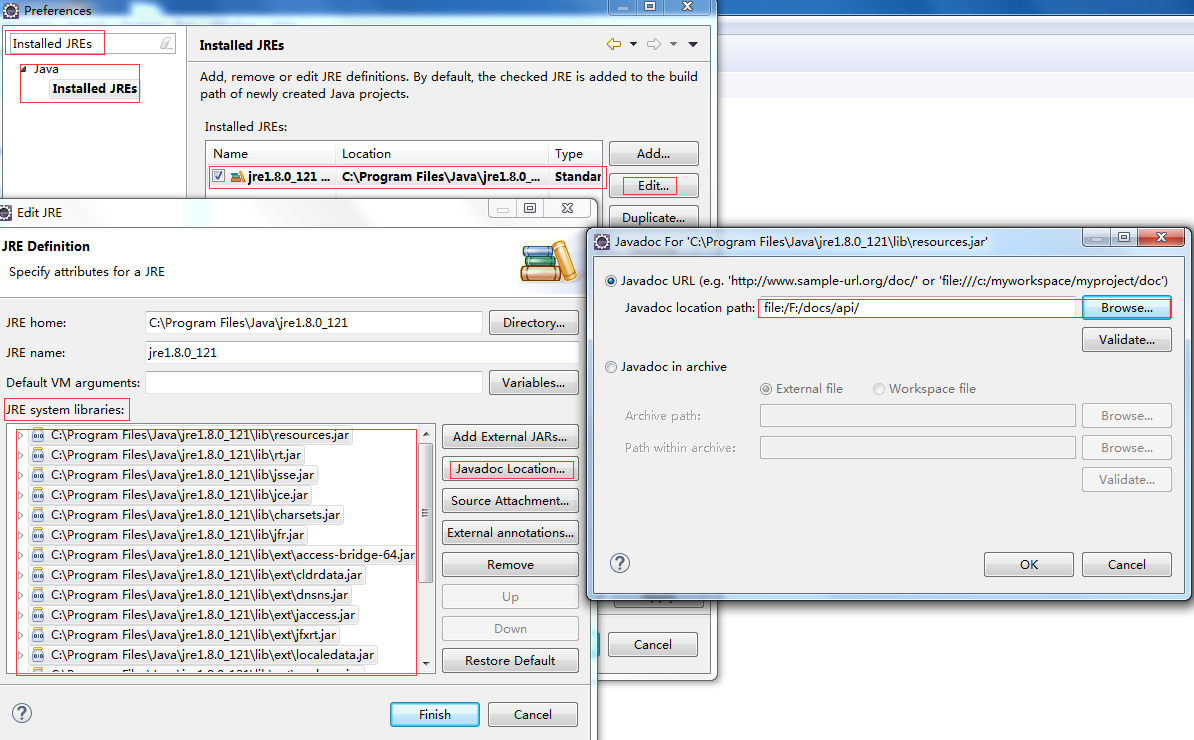 Preferences
Installed JREs
Java
Installed JREs
Installed JREs
Add, remove or edit JRE definitions. By default, the checked JRE is added to the build
path of newly created Java projects.
Installed JREs:
Name Location Type
jre1.8.0_121 ... C:\Program Files\Java\jre1.8.0_... Standar
Add...
Edit...
Duplicate...
Cancel
Edit JRE
JRE Definition
Specify attributes for a JRE
JRE home: C:\Program Files\Java\jre1.8.0_121 Directory...
JRE name: jre1.8.0_121
Default VM arguments: Variables...
JRE system libraries:
C:\Program Files\Java\jre1.8.0_121\lib\resources.jar
C:\Program Files\Java\jre1.8.0_121\lib\rt.jar
C:\Program Files\Java\jre1.8.0_121\lib\jsse.jar
C:\Program Files\Java\jre1.8.0_121\lib\jce.jar
C:\Program Files\Java\jre1.8.0_121\lib\charsets.jar
C:\Program Files\Java\jre1.8.0_121\lib\jfr.jar
C:\Program Files\Java\jre1.8.0_121\lib\ext\access-bridge-64.jar
C:\Program Files\Java\jre1.8.0_121\lib\ext\cldrdata.jar
C:\Program Files\Java\jre1.8.0_121\lib\ext\dnsns.jar
C:\Program Files\Java\jre1.8.0_121\lib\ext\jaccess.jar
C:\Program Files\Java\jre1.8.0_121\lib\ext\jfxrt.jar
C:\Program Files\Java\jre1.8.0_121\lib\ext\localedata.jar
Add External JARs...
Javadoc Location...
Source Attachment...
External annotations...
Remove
Up
Down
Restore Default
Finish Cancel
Javadoc For 'C:\Program Files\Java\jre1.8.0_121\lib\resources.jar'
Javadoc URL (e.g. 'http://www.sample-url.org/doc/' or 'file:///c:/myworkspace/myproject/doc')
Javadoc location path: file:/F:/docs/api/ Browse...
Validate...
Javadoc in archive
External file Workspace file
Archive path: Browse...
Path within archive: Browse...
Validate...
OK Cancel